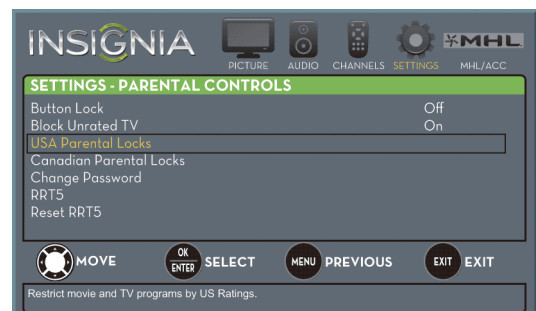 INSIGNIA
PICTURE AUDIO CHANNELS SETTINGS MHL MHL/ACC
SETTINGS - PARENTAL CONTROLS
Button Lock Off
Block Unrated TV On
USA Parental Locks
Canadian Parental Locks
Change Password
RRT5
Reset RRT5
MOVE OK ENTER SELECT MENU PREVIOUS EXIT EXIT
Restrict movie and TV programs by US Ratings.